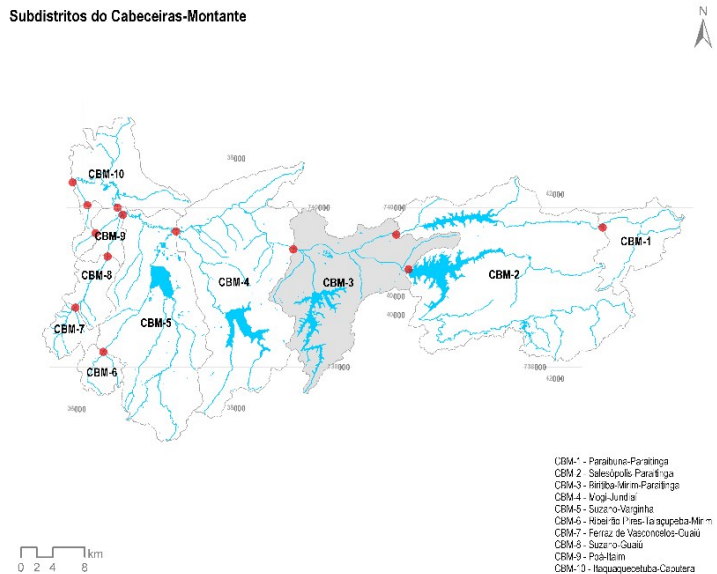 Subdistritos do Cabeceiras-Montante
N
CBM-10
CBM-9
CBM-1
CBM-8
CBM-4
CBM-3
CBM-2
CBM-7
CBM-5
CBM-6
km
0 2 4 8
CBM-1 - Paraibuna-Paraitinga
CBM-2 - Salesópolis-Paraitinga
CBM-3 - Biritiba-Mirim-Paraitinga
CBM-4 - Mogi-Jundiaí
CBM-5 - Suzano-Varginha
CBM-6 - Ribeirão Pires-Taiaçupeba-Mirim
CBM-7 - Ferraz de Vasconcelos-Guaió
CBM-8 - Suzano-Guaió
CBM-9 - Poá-Itaim
CBM-10 - Itaquaquecetuba-Caputera